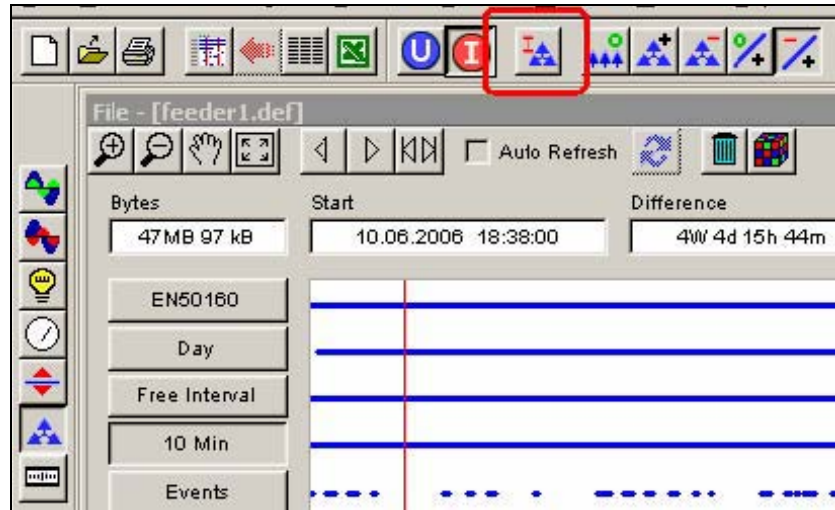 U I I
File - [feeder1.def]
Auto Refresh
Bytes Start Difference
47MB 97 kB 10.06.2006 18:38:00 4W 4d 15h 44m
EN50160
Day
Free Interval
10 Min
Events